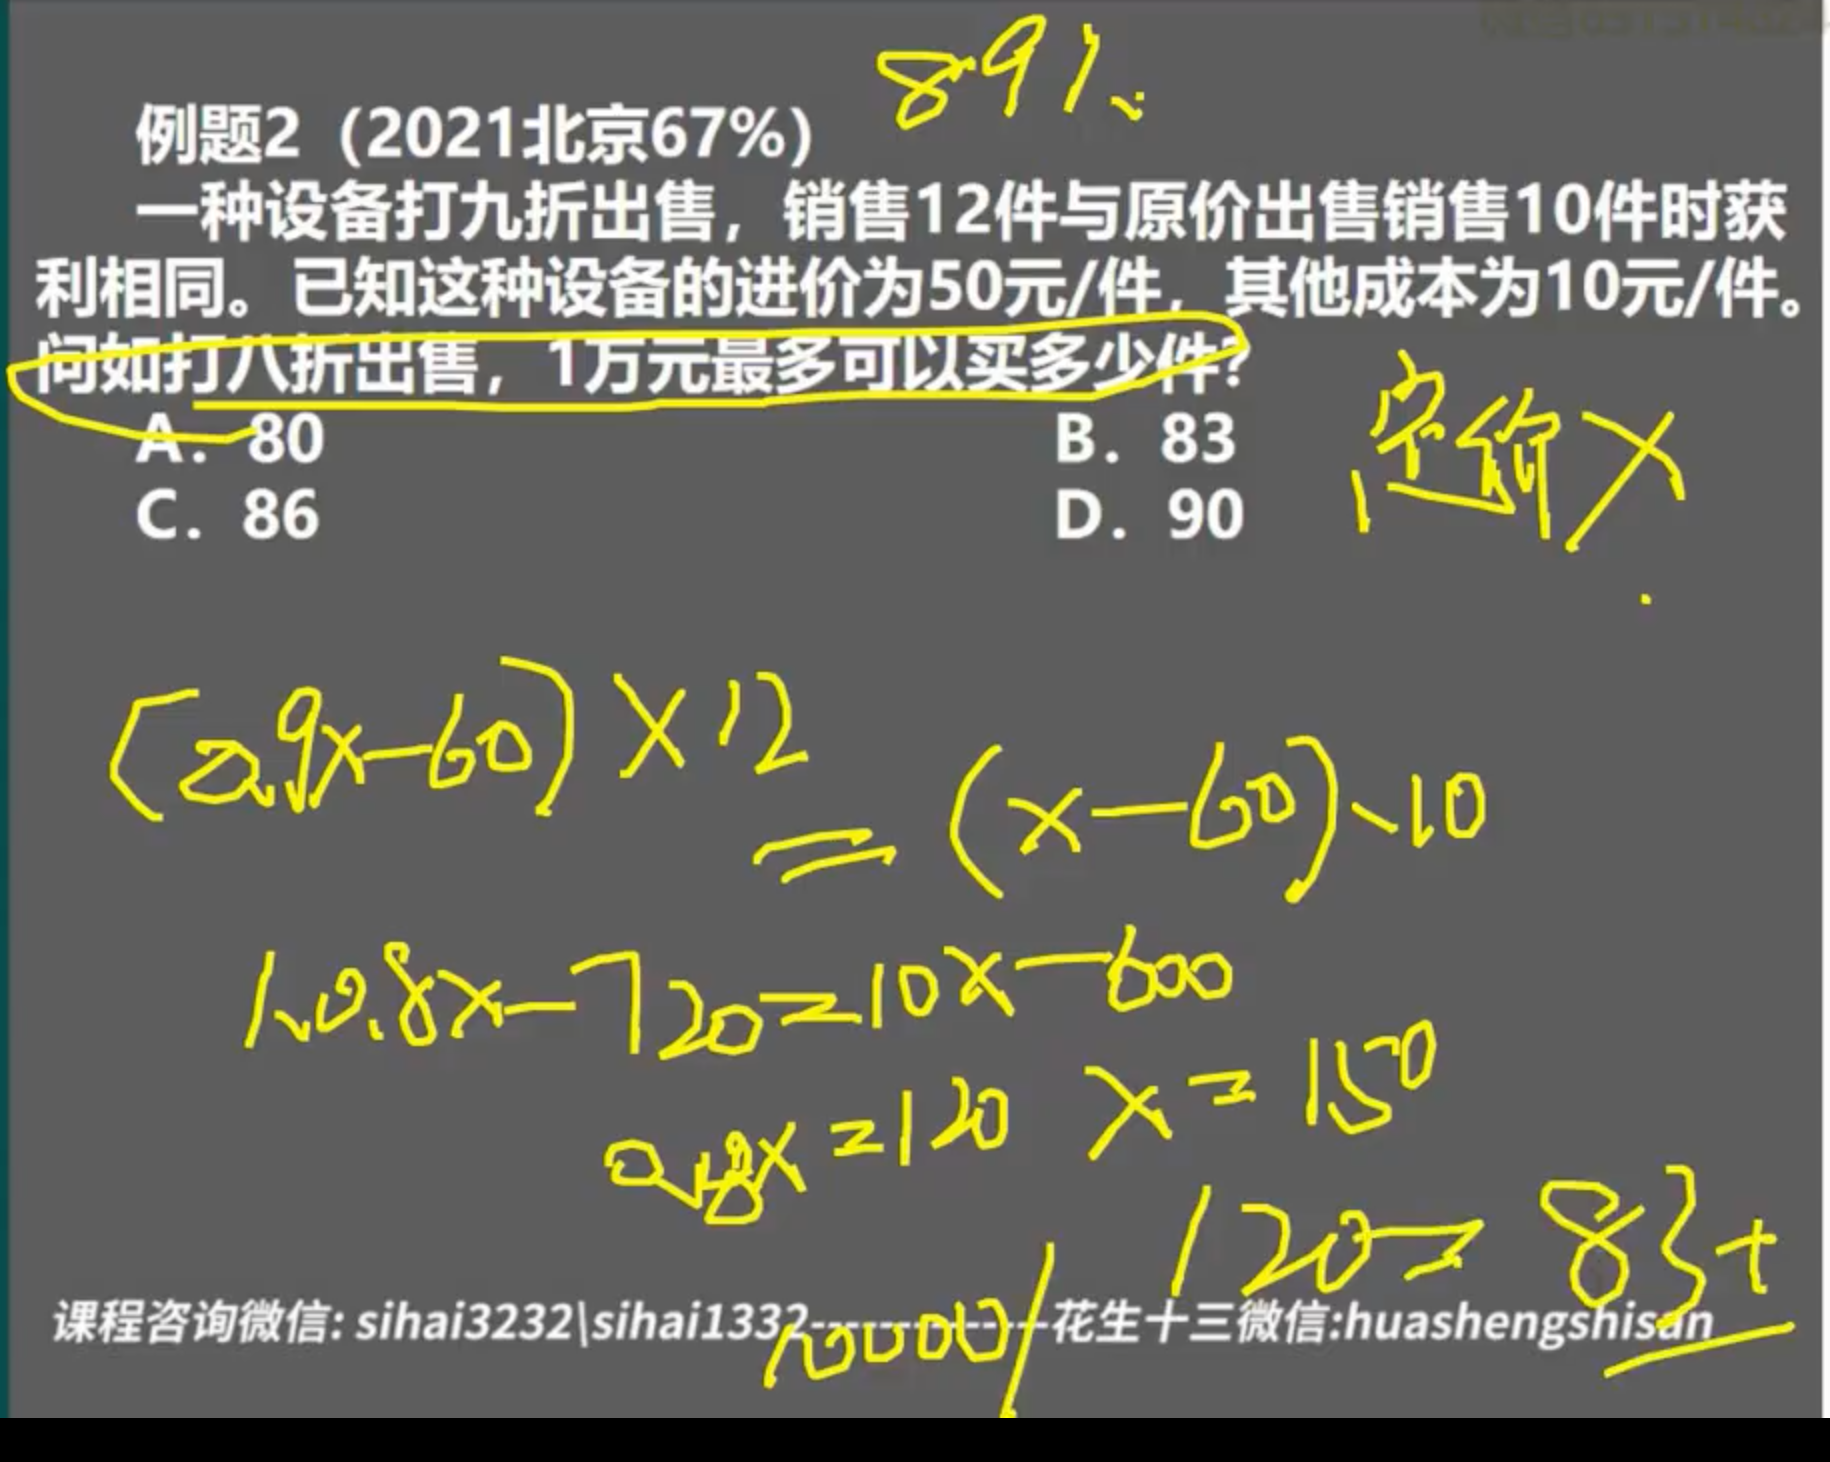 89%
例题2（2021北京67%）
一种设备打九折出售，销售12件与原价出售销售10件时获
利相同。已知这种设备的进价为50元/件，其他成本为10元/件。
问如打八折出售，1万元最多可以买多少件？
A. 80
B. 83
C. 86
D. 90
定价X
(0.9x-60)×12
=(x-60)·10
10.8x-720=10x-600
0.8x=120 x=150
10000/120=83+
课程咨询微信: sihai3232\sihai1332---------------花生十三微信:huashengshisan